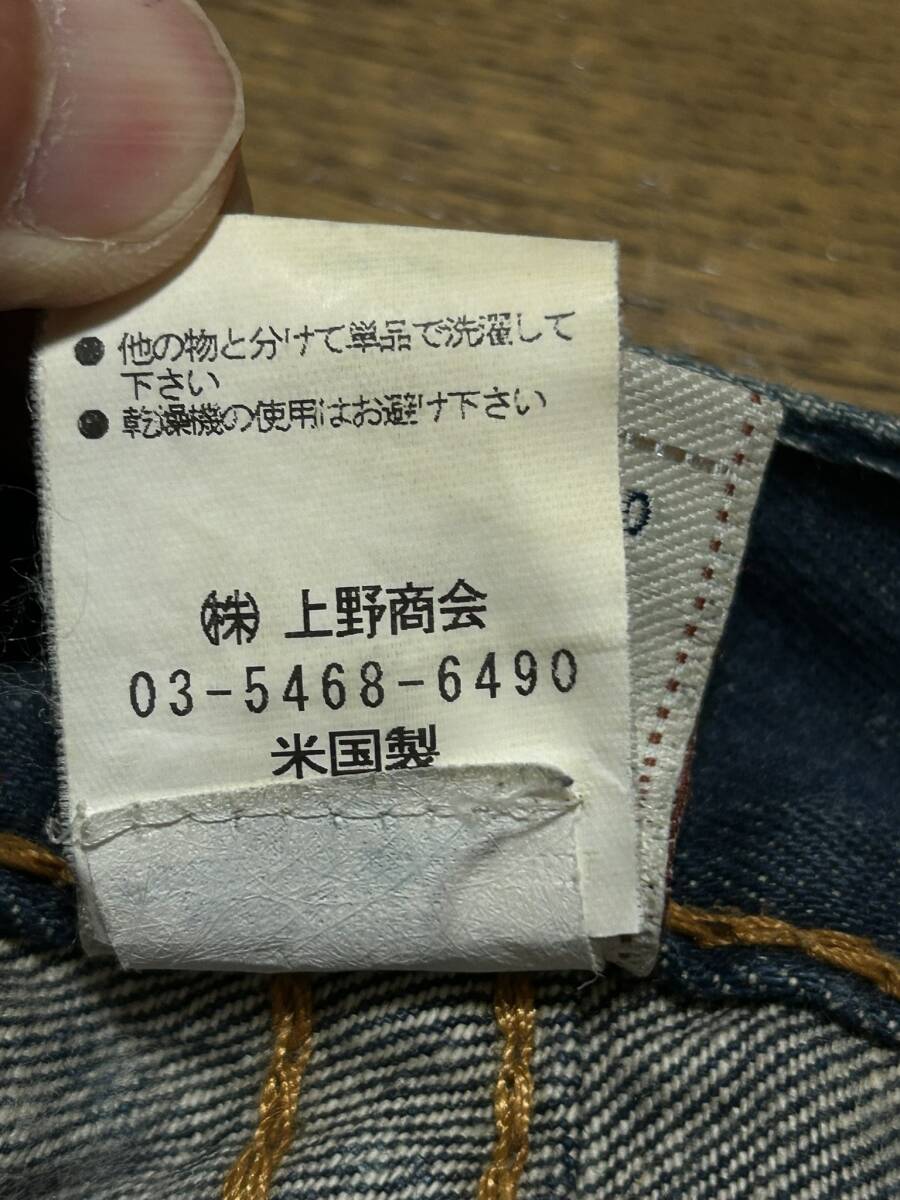 ● 他の物と分けて単品で洗濯して
下さい
● 乾燥機の使用はお避け下さい
㈱ 上野商会
03-5468-6490
米国製